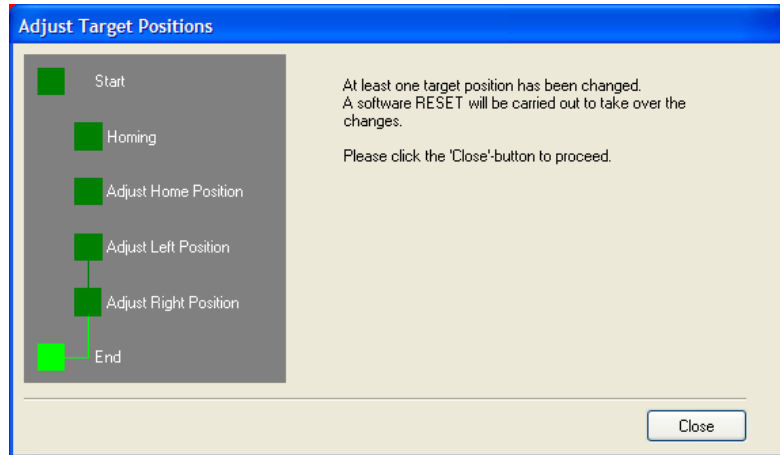 Adjust Target Positions
Start
Homing
Adjust Home Position
Adjust Left Position
Adjust Right Position
End
At least one target position has been changed.
A software RESET will be carried out to take over the
changes.
Please click the 'Close'-button to proceed.
Close